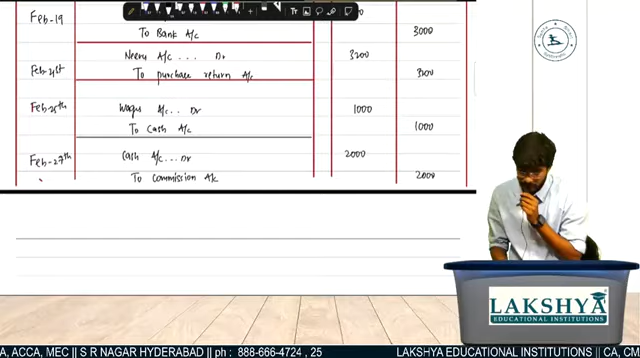 Feb-19
To Bank A/c 3000
Neeru A/c ... Dr 3200
Feb-21st To purchase return A/c 3200
Feb-25th Wages A/c.. Dr 1000
To Cash A/c 1000
Feb-27th Cash A/c...Dr 2000
To Commission A/c 2000
LAKSHYA
EDUCATIONAL INSTITUTIONS
A, ACCA, MEC || S R NAGAR HYDERABAD || ph : 888-666-4724 , 25 LAKSHYA EDUCATIONAL INSTITUTIONS || CA, CM